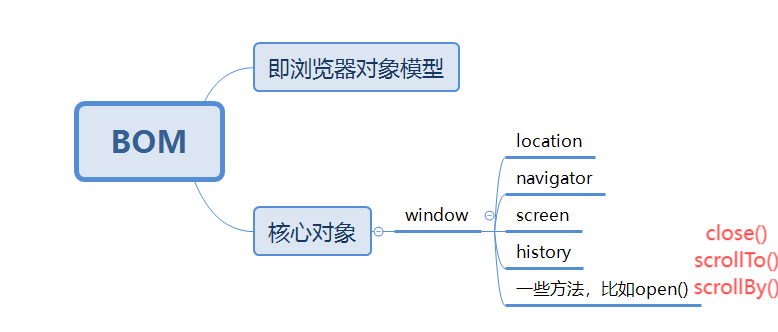 BOM
即浏览器对象模型
核心对象
window
location
navigator
screen
history
一些方法，比如open()
close()
scrollTo()
scrollBy()